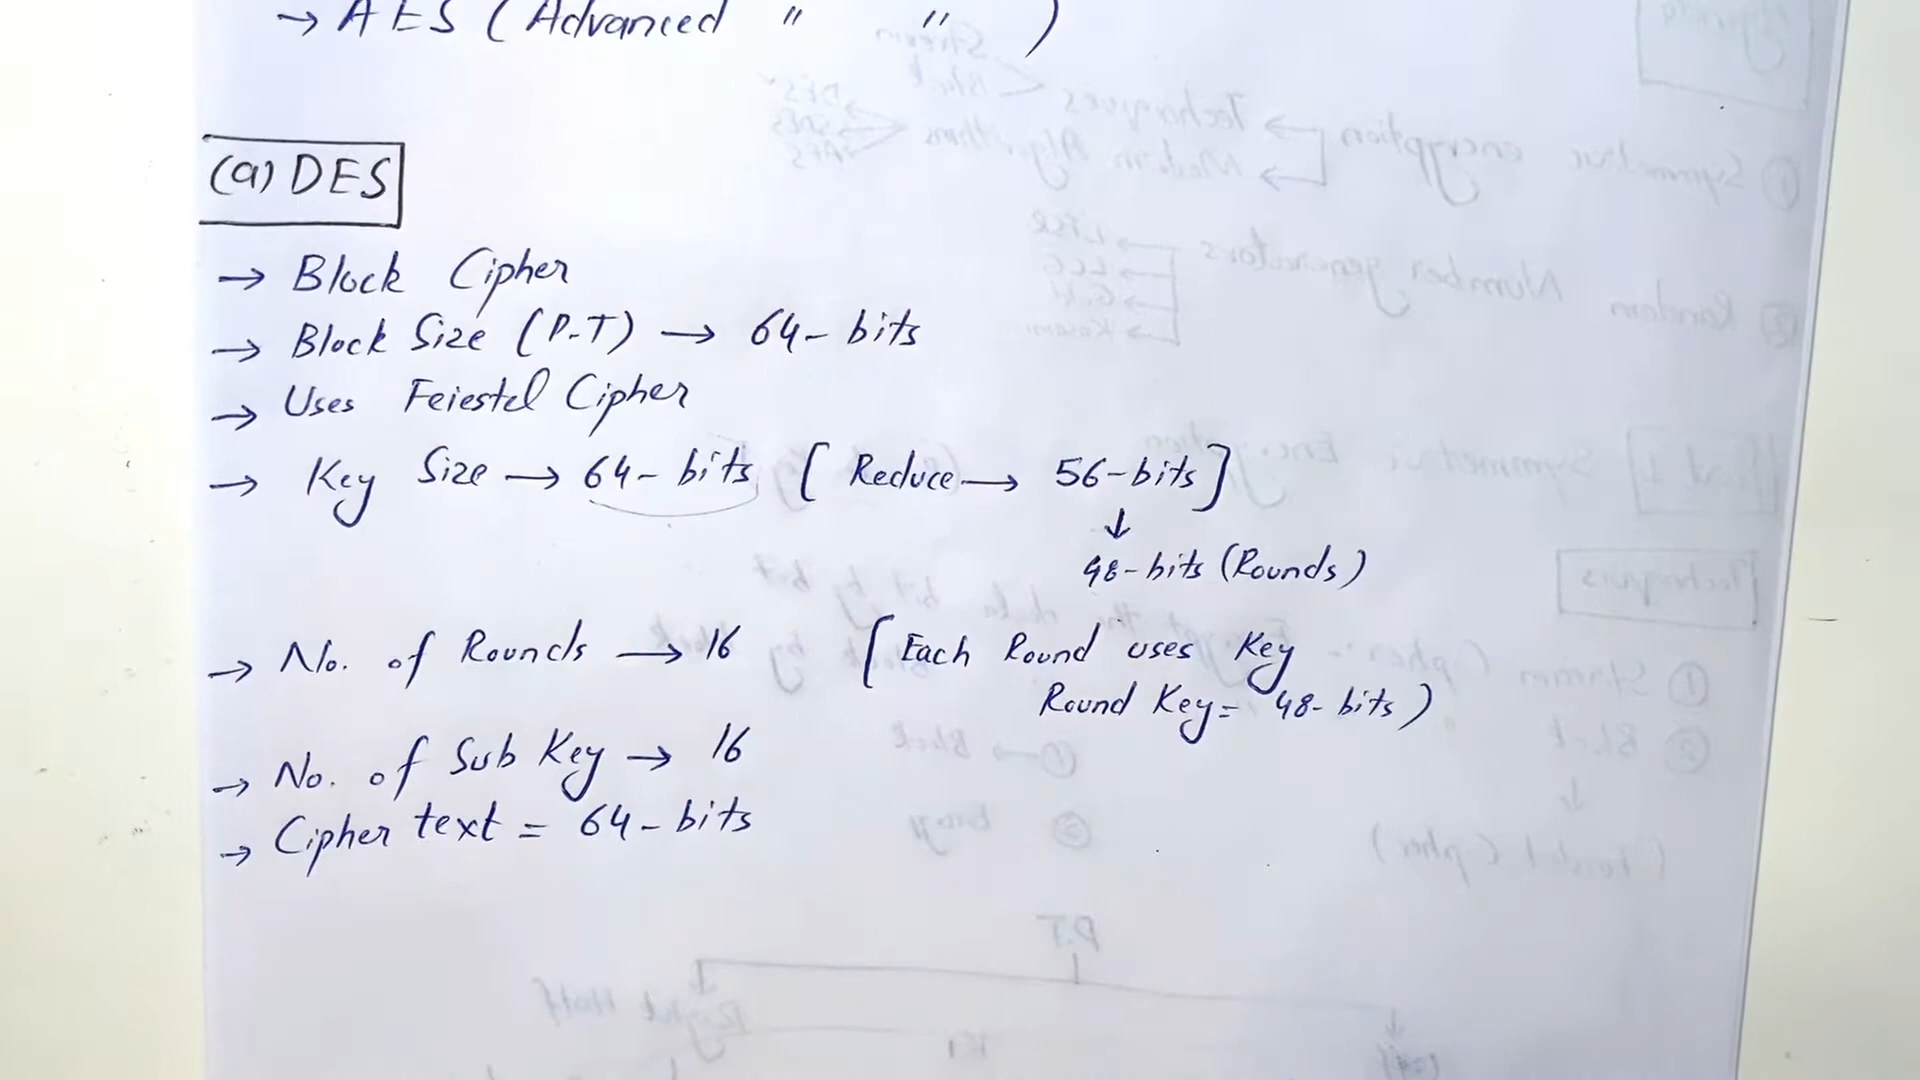 → AES (Advanced " " )
(a) DES
→ Block Cipher
→ Block Size (P.T) → 64-bits
→ Uses Feiestel Cipher
→ Key Size → 64-bits [Reduce → 56-bits]
↓
48-bits (Rounds)
→ No. of Rounds → 16 [Each Round uses Key
Round Key = 48-bits)
→ No. of Sub Key → 16
→ Cipher text = 64-bits